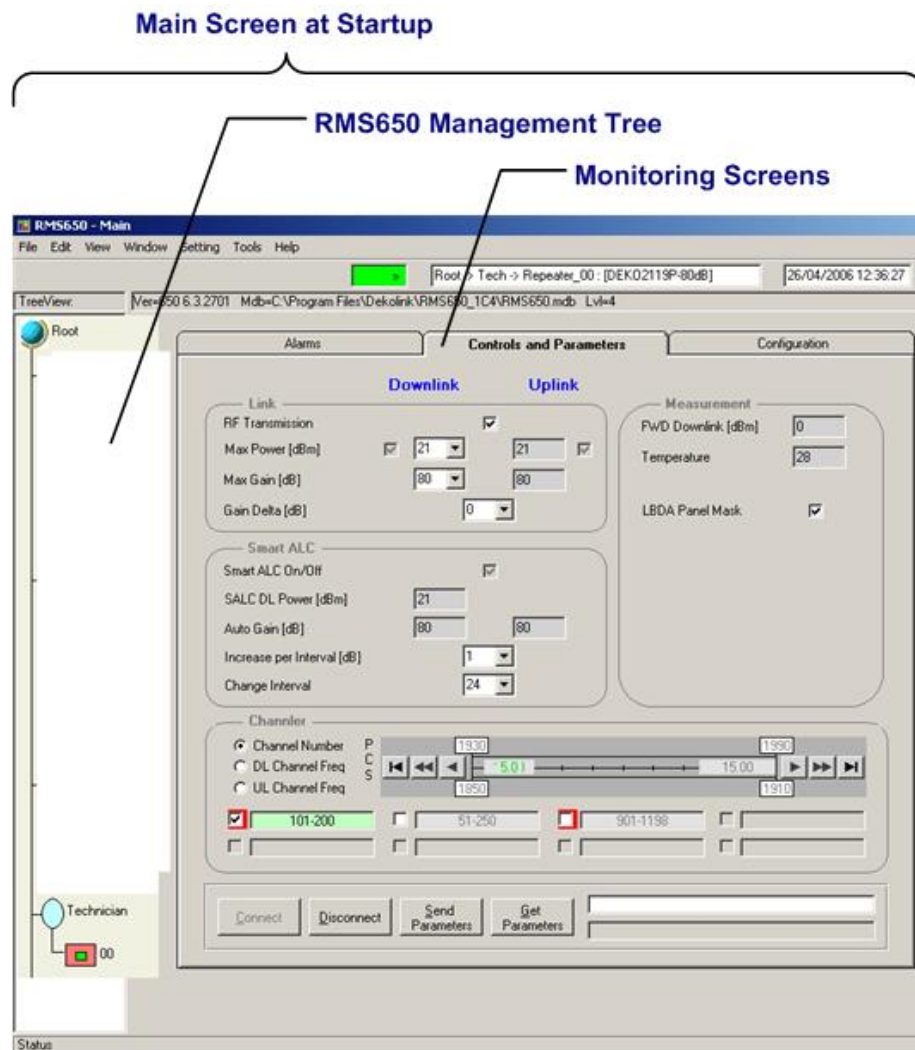 Main Screen at Startup
RMS650 Management Tree
Monitoring Screens
RMS650 - Main
File Edit View Window Setting Tools Help
> Root > Tech -> Repeater_00 : [DEKO2119P-80dB] 26/04/2006 12:36:27
TreeView: Ver=650 6.3.2701 Mdb=C:\Program Files\Dekolink\RMS650_1C4\RMS650.mdb Lvl=4
Root
Alarms Controls and Parameters Configuration
Downlink Uplink
Link Measurement
RF Transmission FWD Downlink [dBm] 0
Max Power [dBm] 21 21 Temperature 28
Max Gain [dB] 80 80
Gain Delta [dB] 0 LBDA Panel Mask
Smart ALC
Smart ALC On/Off
SALC DL Power [dBm] 21
Auto Gain [dB] 80 80
Increase per Interval [dB] 1
Change Interval 24
Channler
Channel Number PCS 1930 1990
DL Channel Freq 15.00
UL Channel Freq 1850 1910
101-200 51-250 901-1198
Technician
00
Connect Disconnect Send Parameters Get Parameters
Status